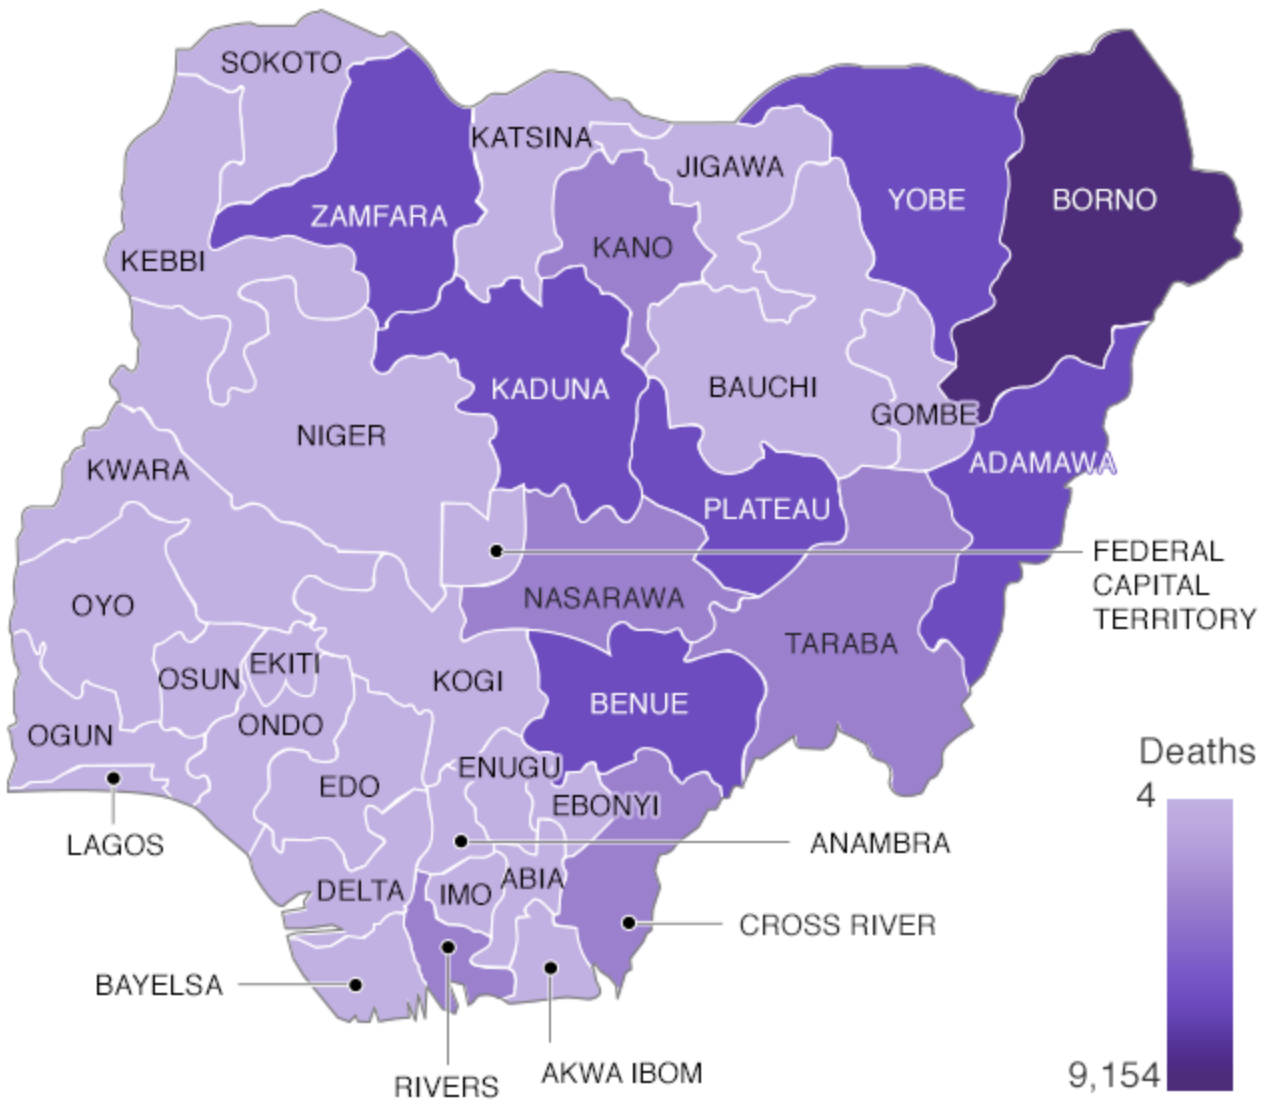 SOKOTO
KATSINA
JIGAWA
YOBE
BORNO
ZAMFARA
KANO
KEBBI
KADUNA
BAUCHI
GOMBE
NIGER
ADAMAWA
KWARA
PLATEAU
FEDERAL
CAPITAL
TERRITORY
NASARAWA
OYO
TARABA
EKITI
OSUN
KOGI
BENUE
ONDO
OGUN
ENUGU
EDO
EBONYI
LAGOS
ANAMBRA
ABIA
DELTA
IMO
CROSS RIVER
BAYELSA
AKWA IBOM
RIVERS
Deaths
4
9,154